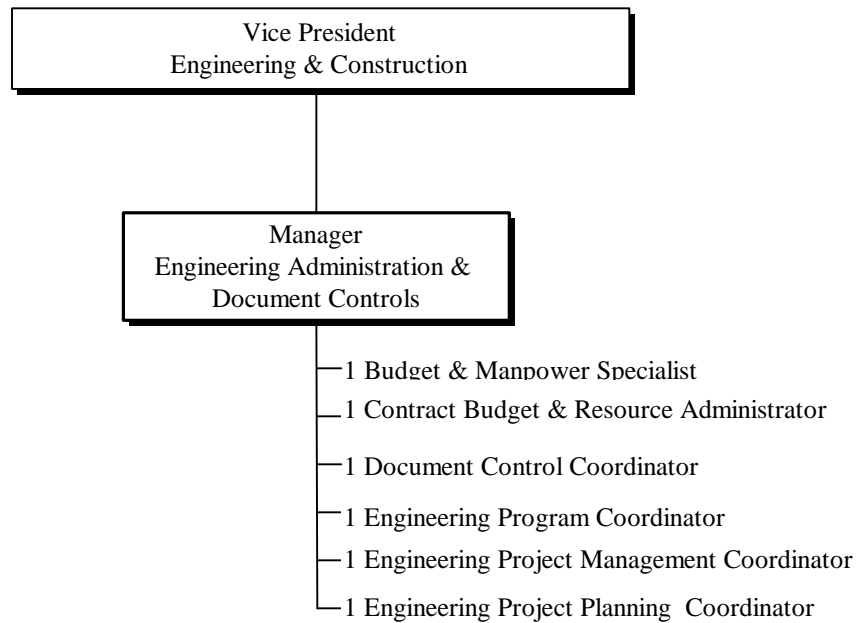 Vice President
Engineering & Construction
Manager
Engineering Administration &
Document Controls
1 Budget & Manpower Specialist
1 Contract Budget & Resource Administrator
1 Document Control Coordinator
1 Engineering Program Coordinator
1 Engineering Project Management Coordinator
1 Engineering Project Planning  Coordinator